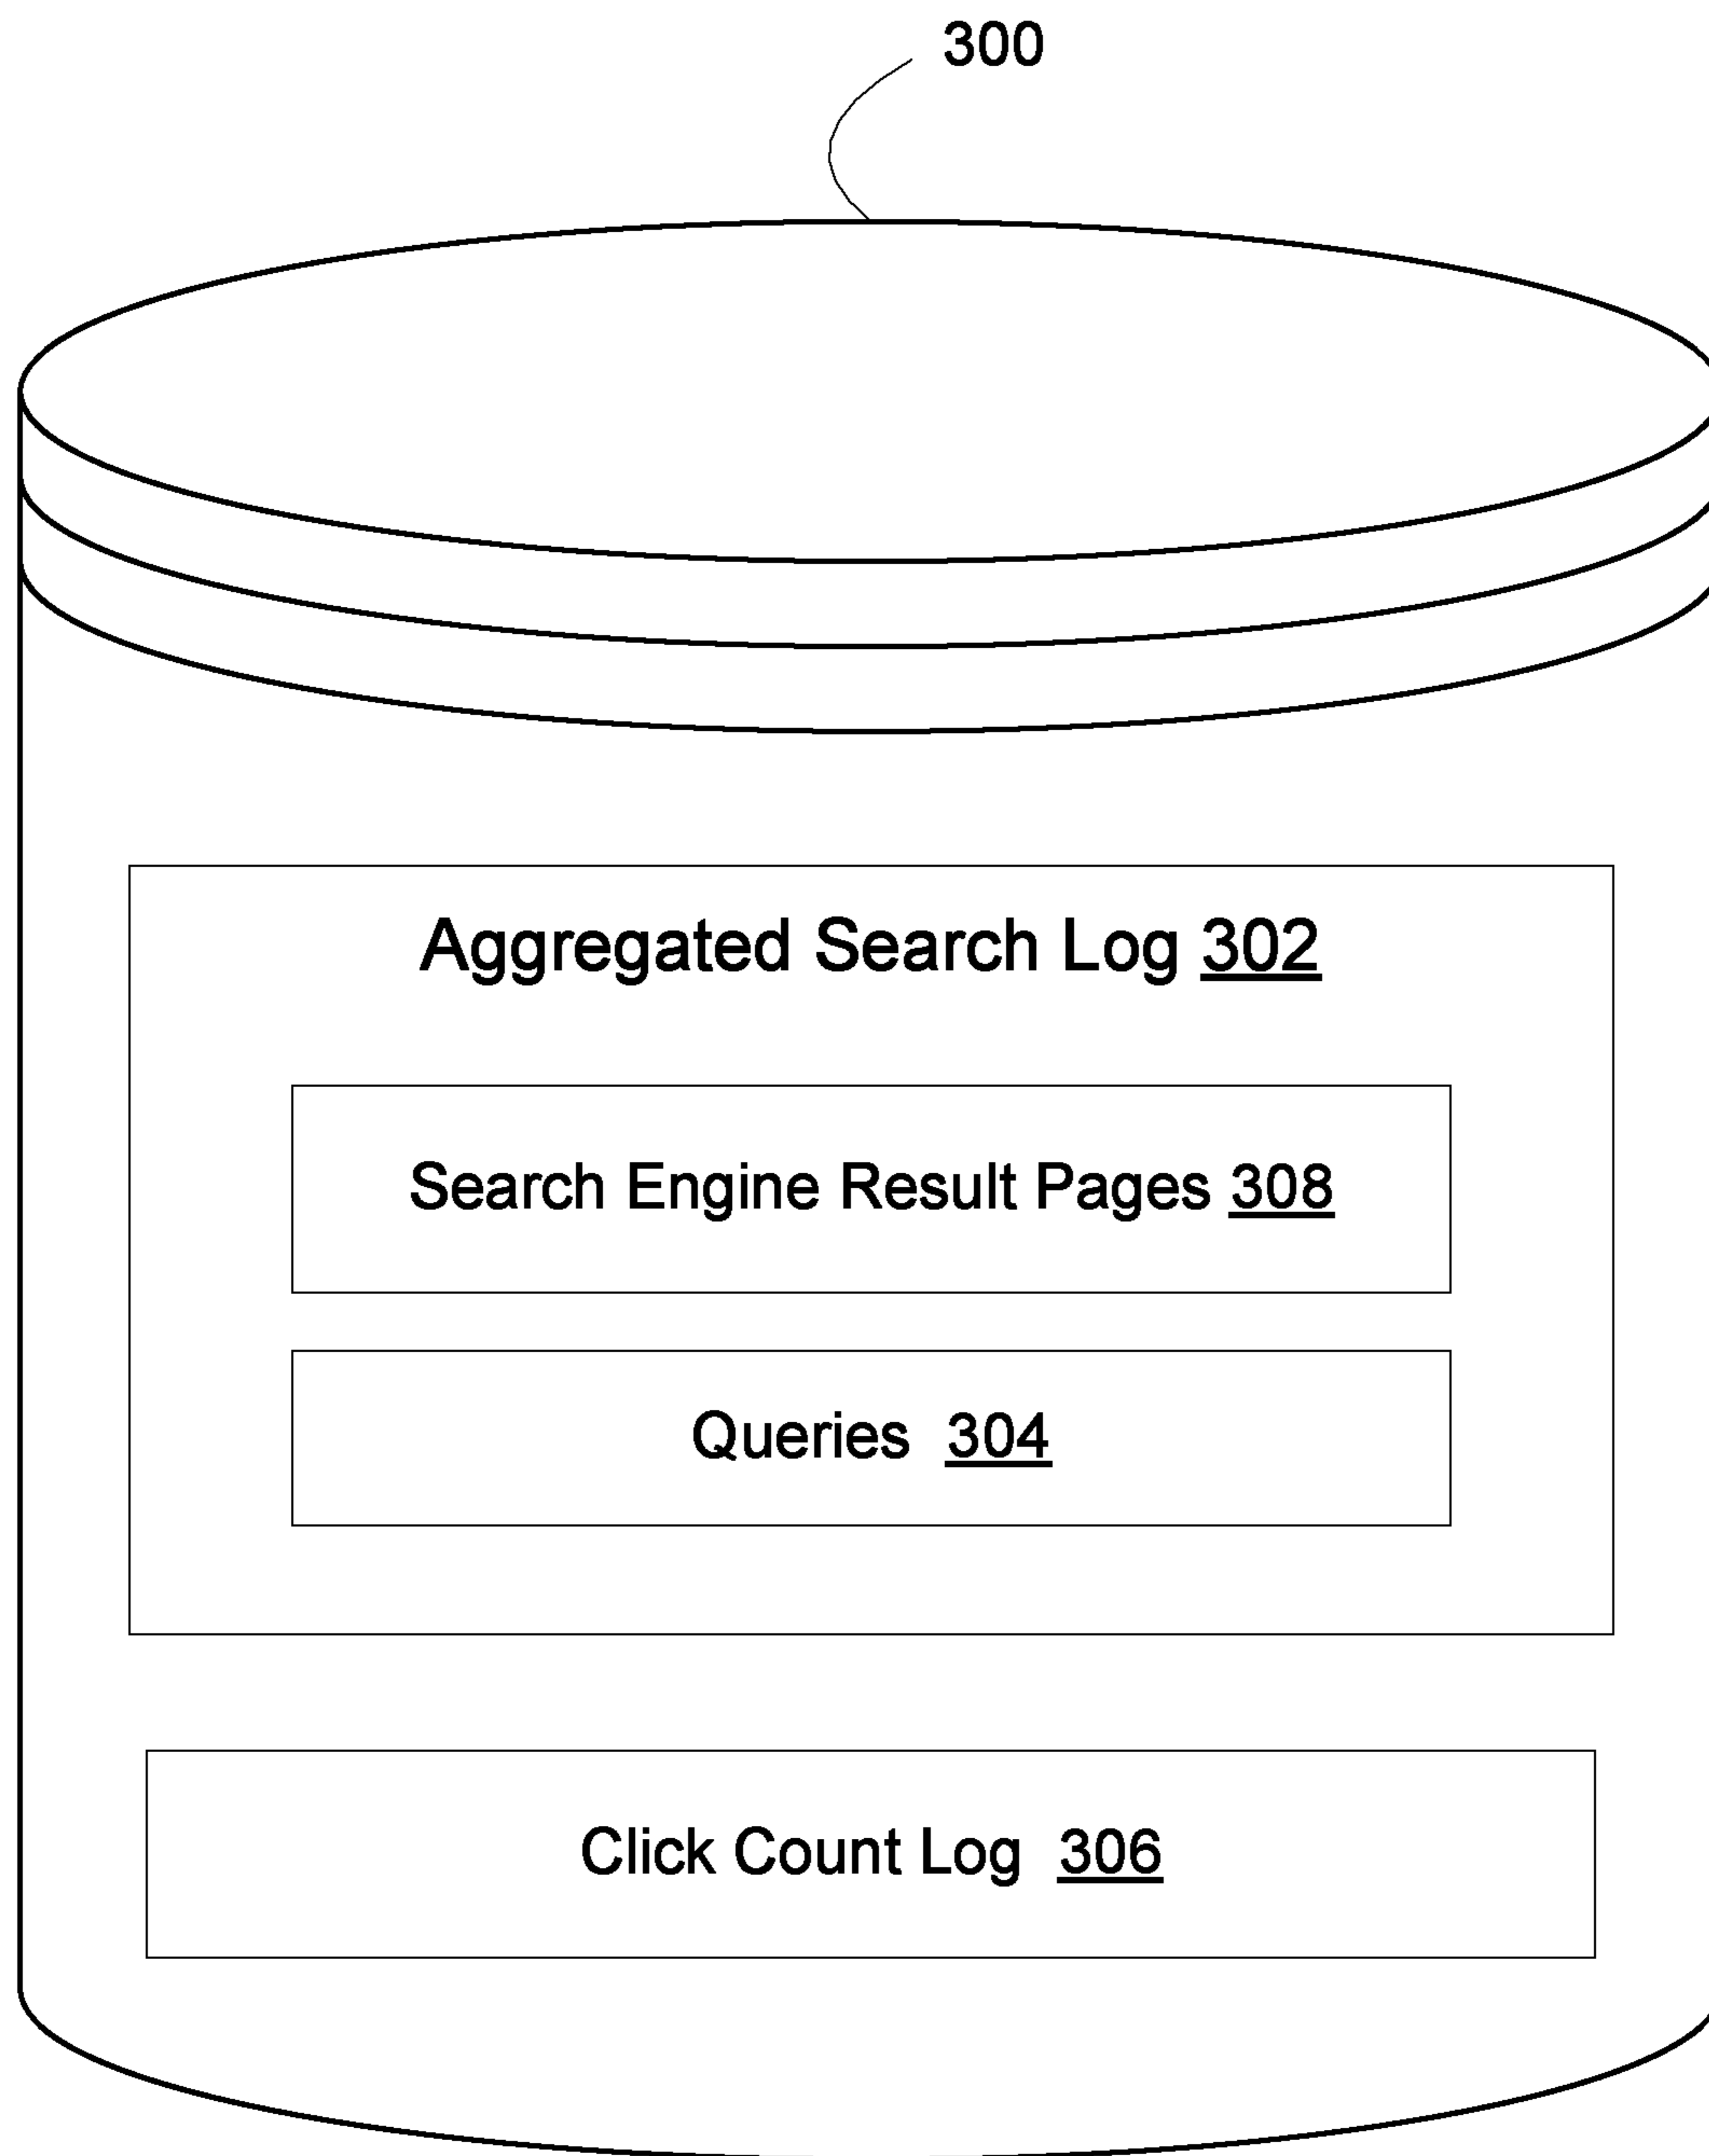 300
Aggregated Search Log 302
Search Engine Result Pages 308
Queries 304
Click Count Log 306